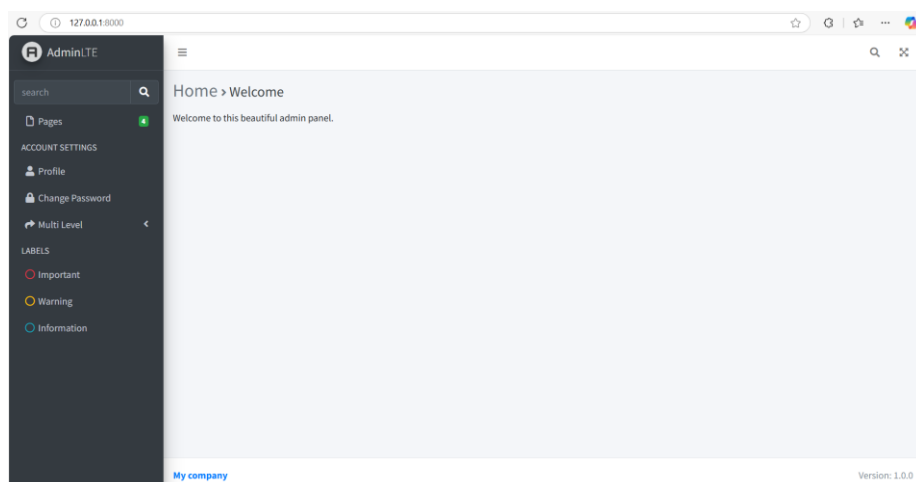 127.0.0.1:8000
AdminLTE
search
Pages 4
ACCOUNT SETTINGS
Profile
Change Password
Multi Level
LABELS
Important
Warning
Information
Home › Welcome
Welcome to this beautiful admin panel.
My company
Version: 1.0.0